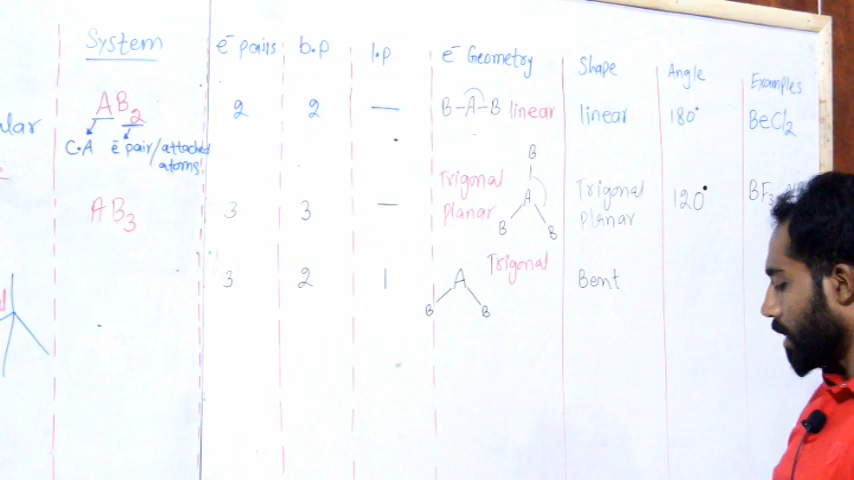 System e⁻ pairs b.p l.p e⁻ Geometry Shape Angle Examples
AB2 2 2 — B-A-B linear linear 180° BeCl2
C.A e⁻ pair/attached
atoms
lar
B
AB3 3 3 — Trigonal A Trigonal 120° BF3
planar B B Planar
3 2 1 A Trigonal Bent
B B